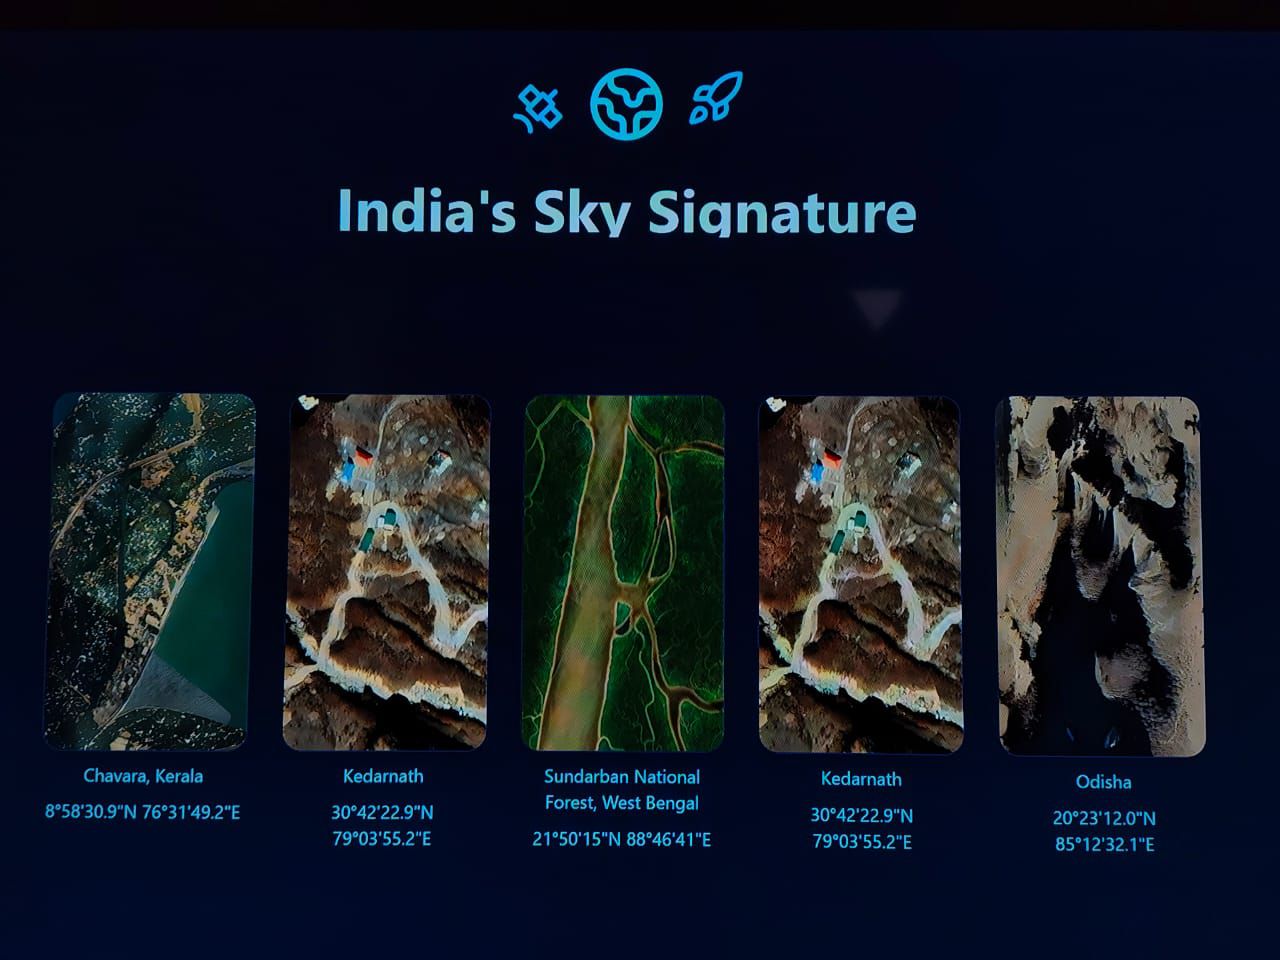 India's Sky Signature
Chavara, Kerala
8°58'30.9"N 76°31'49.2"E
Kedarnath
30°42'22.9"N
79°03'55.2"E
Sundarban National
Forest, West Bengal
21°50'15"N 88°46'41"E
Kedarnath
30°42'22.9"N
79°03'55.2"E
Odisha
20°23'12.0"N
85°12'32.1"E